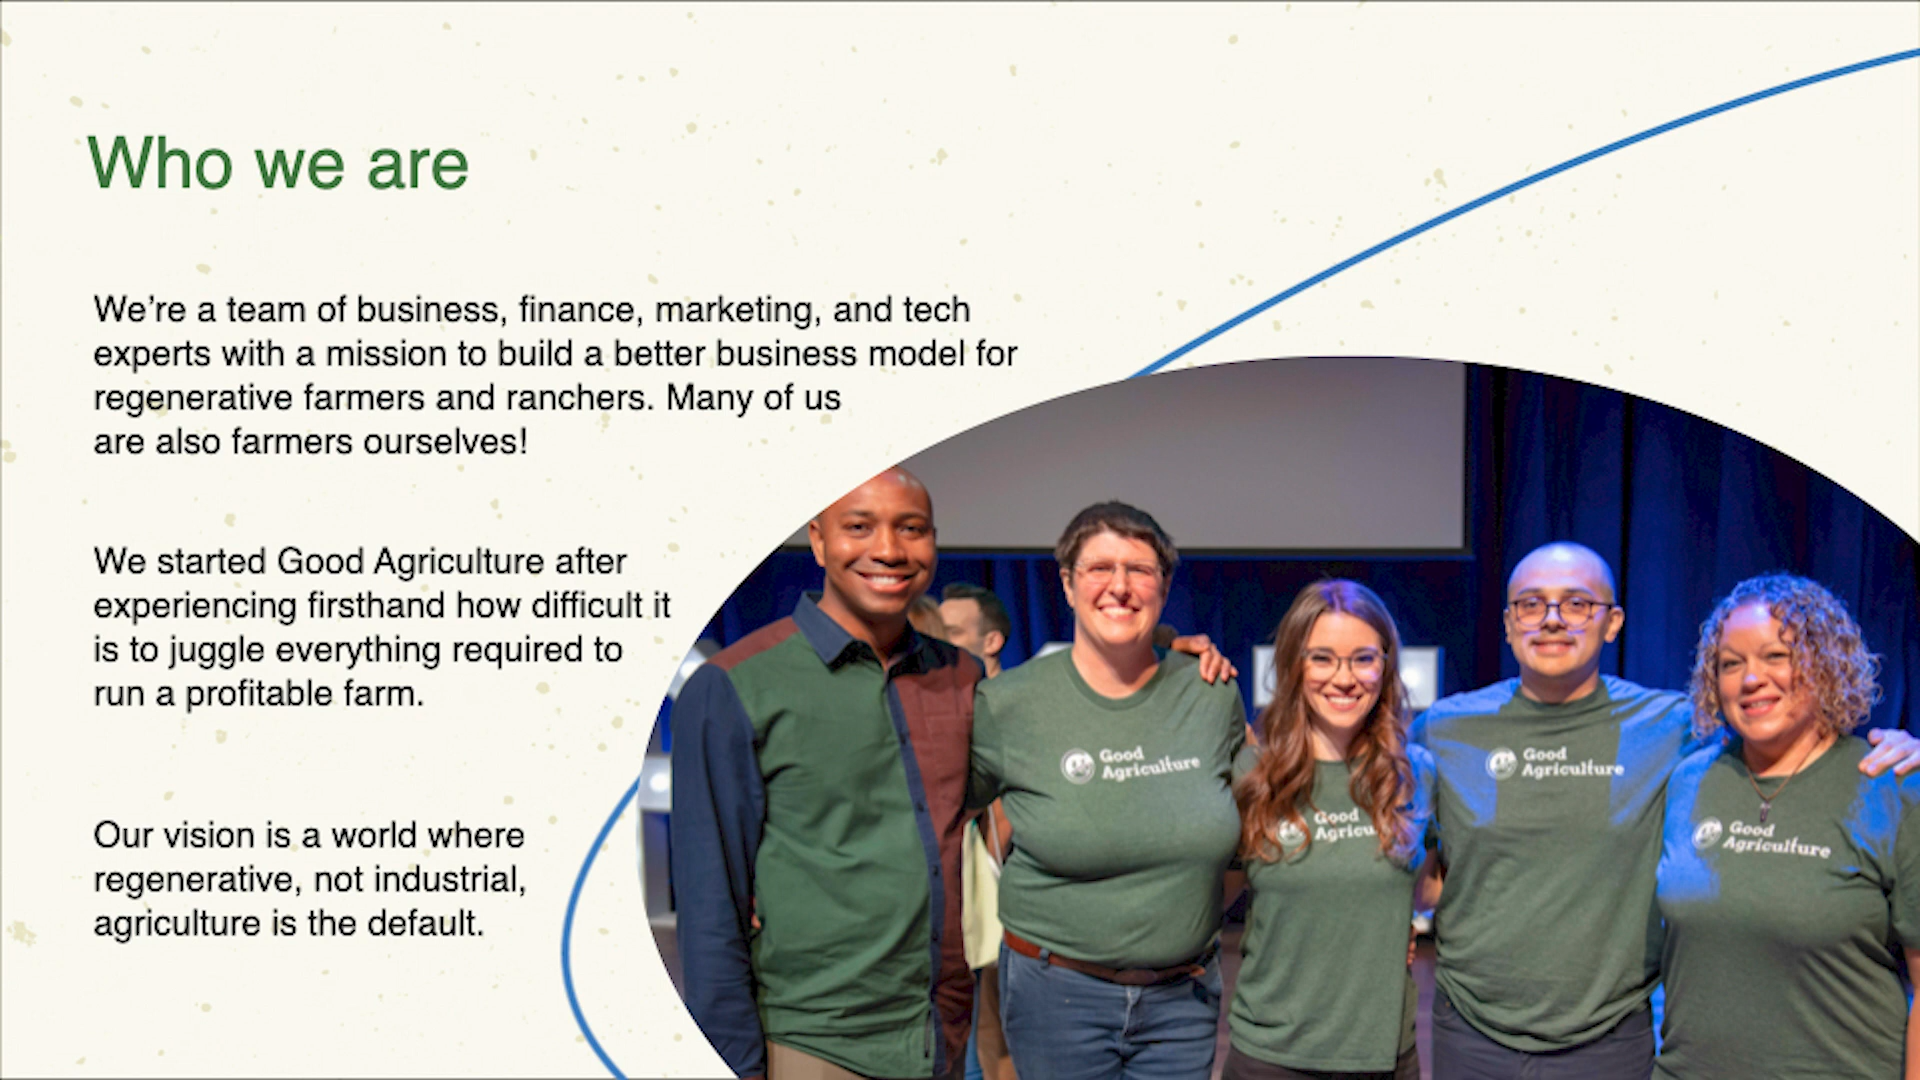 Who we are
We’re a team of business, finance, marketing, and tech
experts with a mission to build a better business model for
regenerative farmers and ranchers. Many of us
are also farmers ourselves!
We started Good Agriculture after
experiencing firsthand how difficult it
is to juggle everything required to
run a profitable farm.
Our vision is a world where
regenerative, not industrial,
agriculture is the default.
Good
Agriculture
Good
Agricu
Good
Agriculture
Good
Agriculture